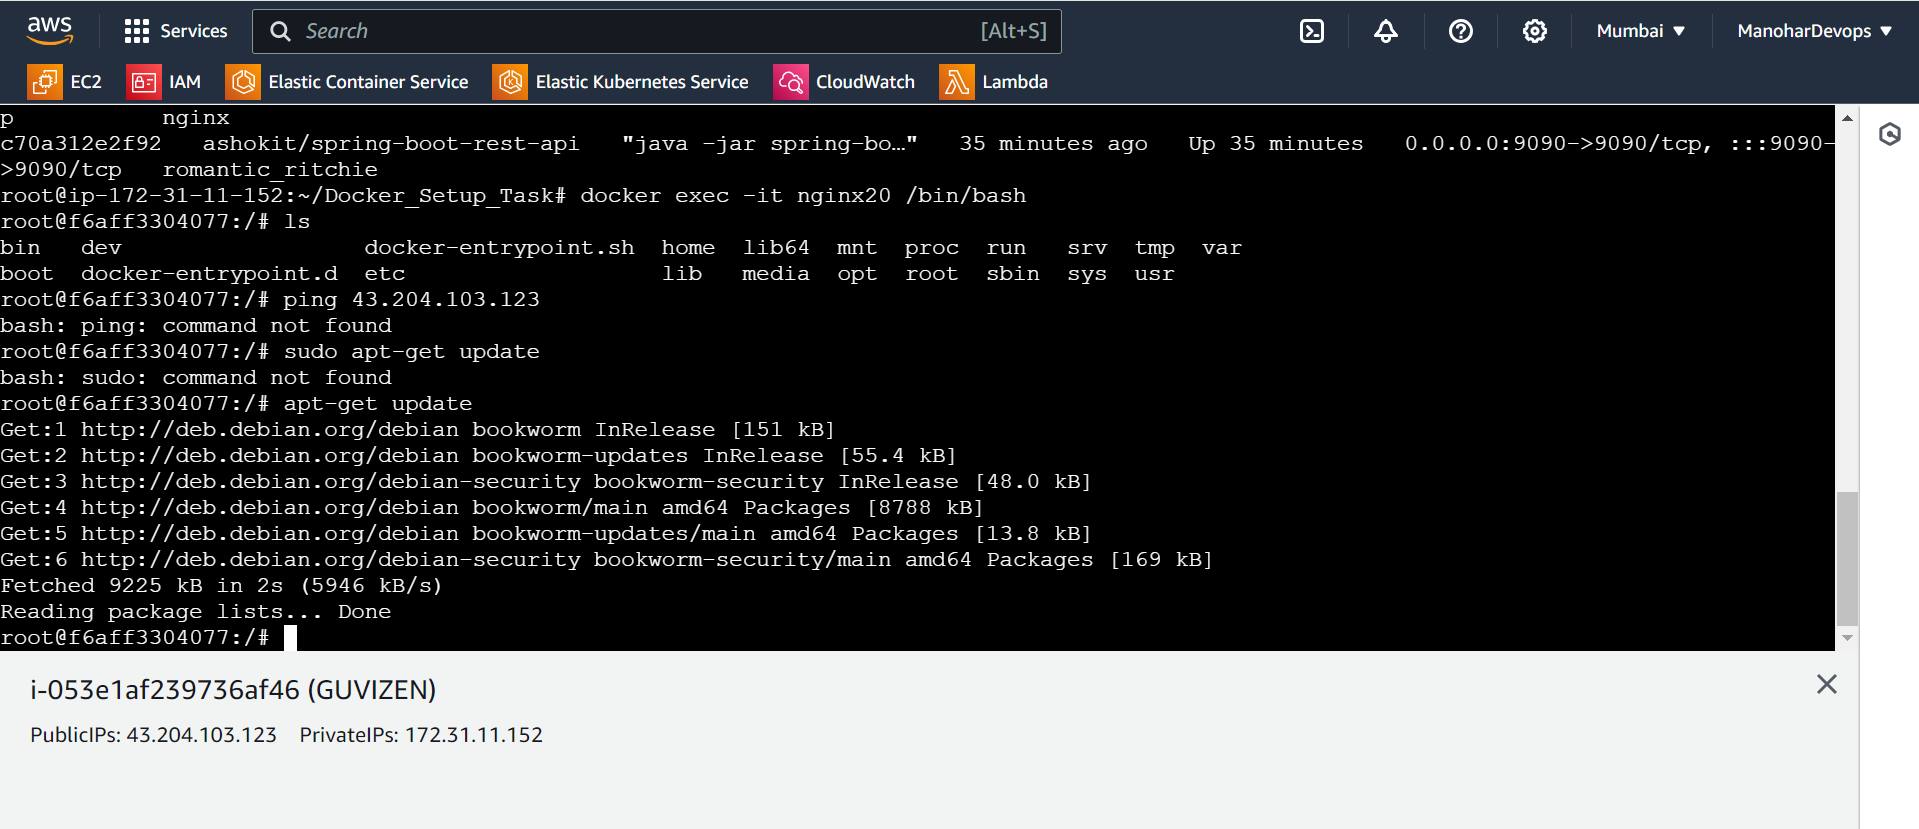 aws Services Search [Alt+S] Mumbai ▼ ManoharDevops ▼
EC2 IAM Elastic Container Service Elastic Kubernetes Service CloudWatch Lambda
p           nginx
c70a312e2f92   ashokit/spring-boot-rest-api   "java -jar spring-bo…"   35 minutes ago   Up 35 minutes   0.0.0.0:9090->9090/tcp, :::9090-
>9090/tcp   romantic_ritchie
root@ip-172-31-11-152:~/Docker_Setup_Task# docker exec -it nginx20 /bin/bash
root@f6aff3304077:/# ls
bin   dev                  docker-entrypoint.sh  home  lib64  mnt  proc  run   srv  tmp  var
boot  docker-entrypoint.d  etc                   lib   media  opt  root  sbin  sys  usr
root@f6aff3304077:/# ping 43.204.103.123
bash: ping: command not found
root@f6aff3304077:/# sudo apt-get update
bash: sudo: command not found
root@f6aff3304077:/# apt-get update
Get:1 http://deb.debian.org/debian bookworm InRelease [151 kB]
Get:2 http://deb.debian.org/debian bookworm-updates InRelease [55.4 kB]
Get:3 http://deb.debian.org/debian-security bookworm-security InRelease [48.0 kB]
Get:4 http://deb.debian.org/debian bookworm/main amd64 Packages [8788 kB]
Get:5 http://deb.debian.org/debian bookworm-updates/main amd64 Packages [13.8 kB]
Get:6 http://deb.debian.org/debian-security bookworm-security/main amd64 Packages [169 kB]
Fetched 9225 kB in 2s (5946 kB/s)
Reading package lists... Done
root@f6aff3304077:/#
i-053e1af239736af46 (GUVIZEN)
PublicIPs: 43.204.103.123 PrivateIPs: 172.31.11.152